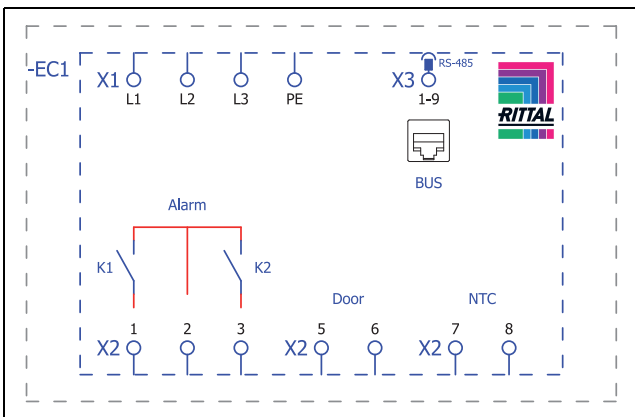 -EC1
X1
L1
L2
L3
PE
X3
RS-485
1-9
RITTAL
BUS
Alarm
K1
K2
Door
NTC
X2
1
2
3
X2
5
6
X2
7
8